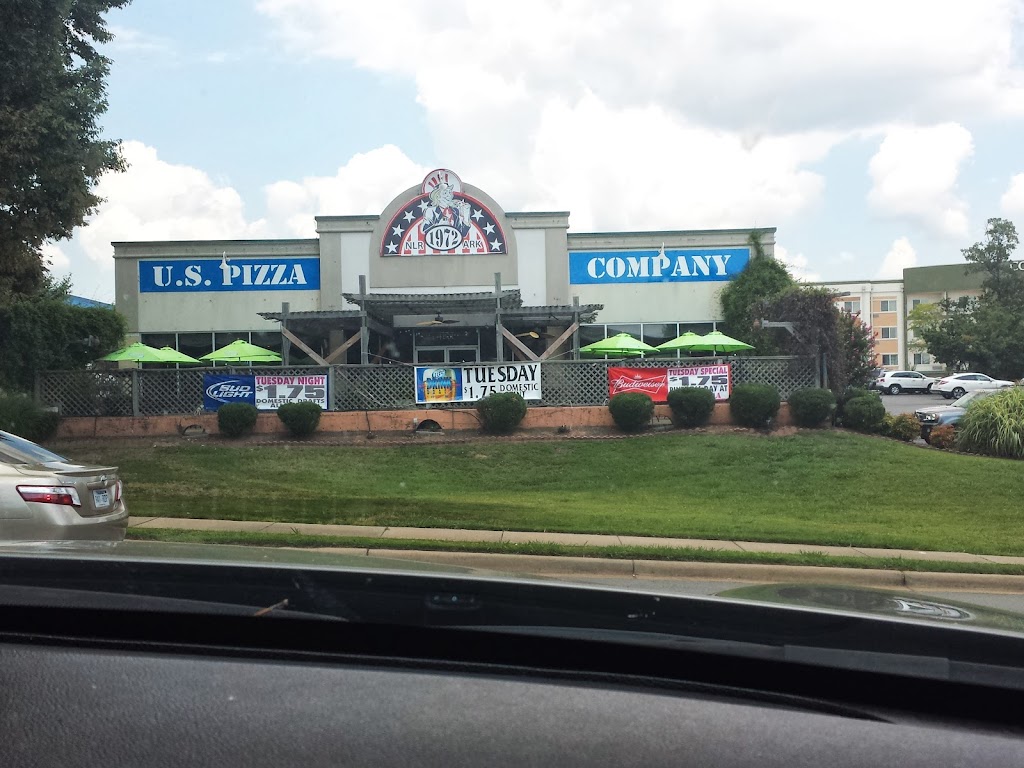 U.S. PIZZA
COMPANY
NLR
1972
ARK
BUD
LIGHT
TUESDAY NIGHT
$1.75
DOMESTIC DRAFTS
TUESDAY
$1.75 DOMESTIC
Budweiser
TUESDAY SPECIAL
$1.75